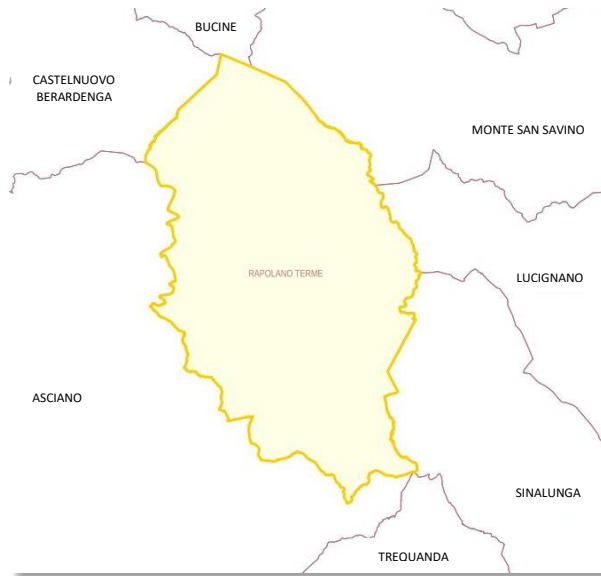 BUCINE
CASTELNUOVO
BERARDENGA
MONTE SAN SAVINO
RAPOLANO TERME
LUCIGNANO
ASCIANO
SINALUNGA
TREQUANDA